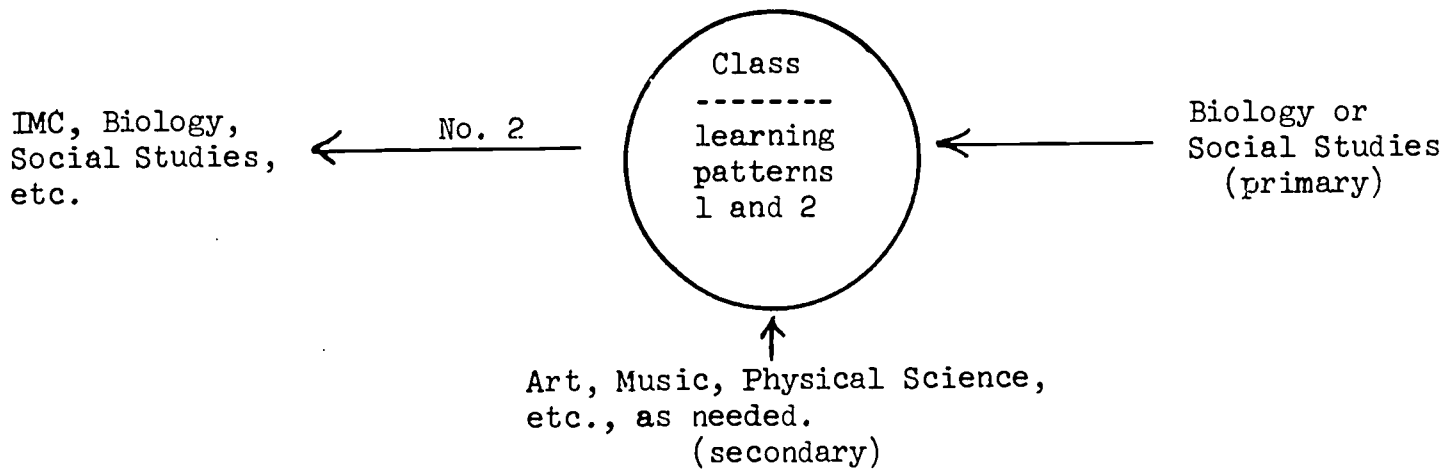 Class
--------
learning
patterns
1 and 2
IMC, Biology,
Social Studies,
etc.
No. 2
Biology or
Social Studies
(primary)
Art, Music, Physical Science,
etc., as needed.
(secondary)